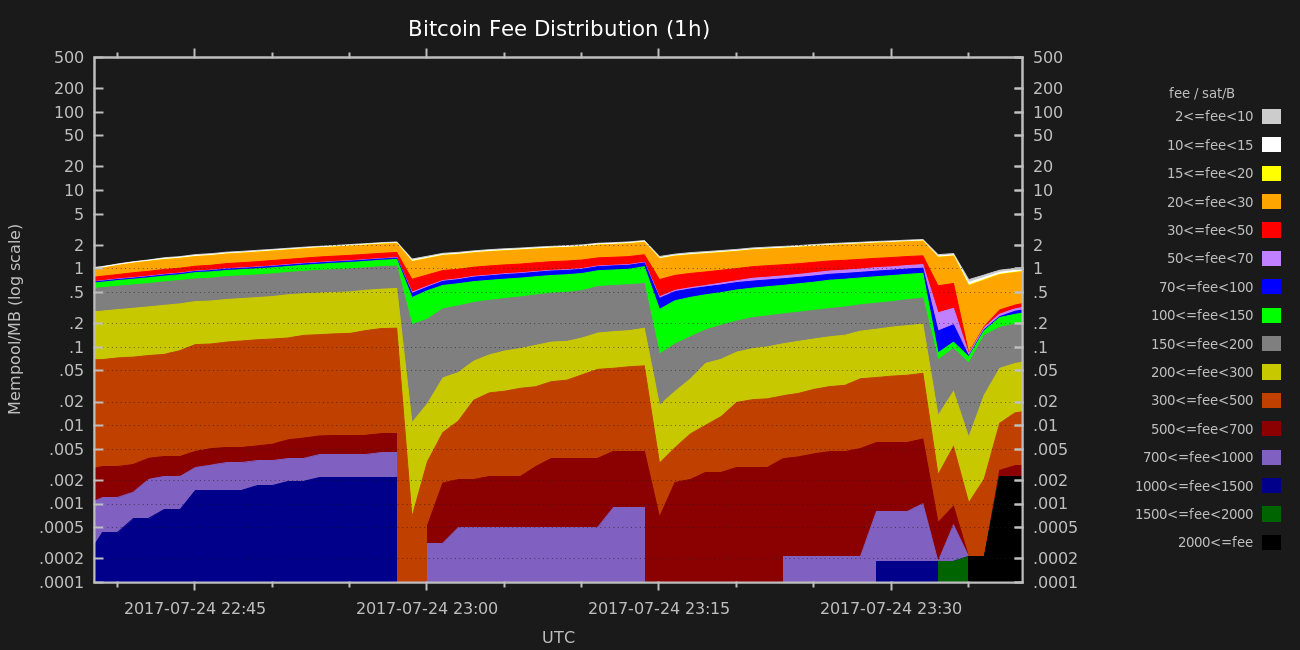 Bitcoin Fee Distribution (1h)
Mempool/MB (log scale)
500
200
100
50
20
10
5
2
1
.5
.2
.1
.05
.02
.01
.005
.002
.001
.0005
.0002
.0001
500
200
100
50
20
10
5
2
1
.5
.2
.1
.05
.02
.01
.005
.002
.001
.0005
.0002
.0001
2017-07-24 22:45
2017-07-24 23:00
2017-07-24 23:15
2017-07-24 23:30
UTC
fee / sat/B
2<=fee<10
10<=fee<15
15<=fee<20
20<=fee<30
30<=fee<50
50<=fee<70
70<=fee<100
100<=fee<150
150<=fee<200
200<=fee<300
300<=fee<500
500<=fee<700
700<=fee<1000
1000<=fee<1500
1500<=fee<2000
2000<=fee